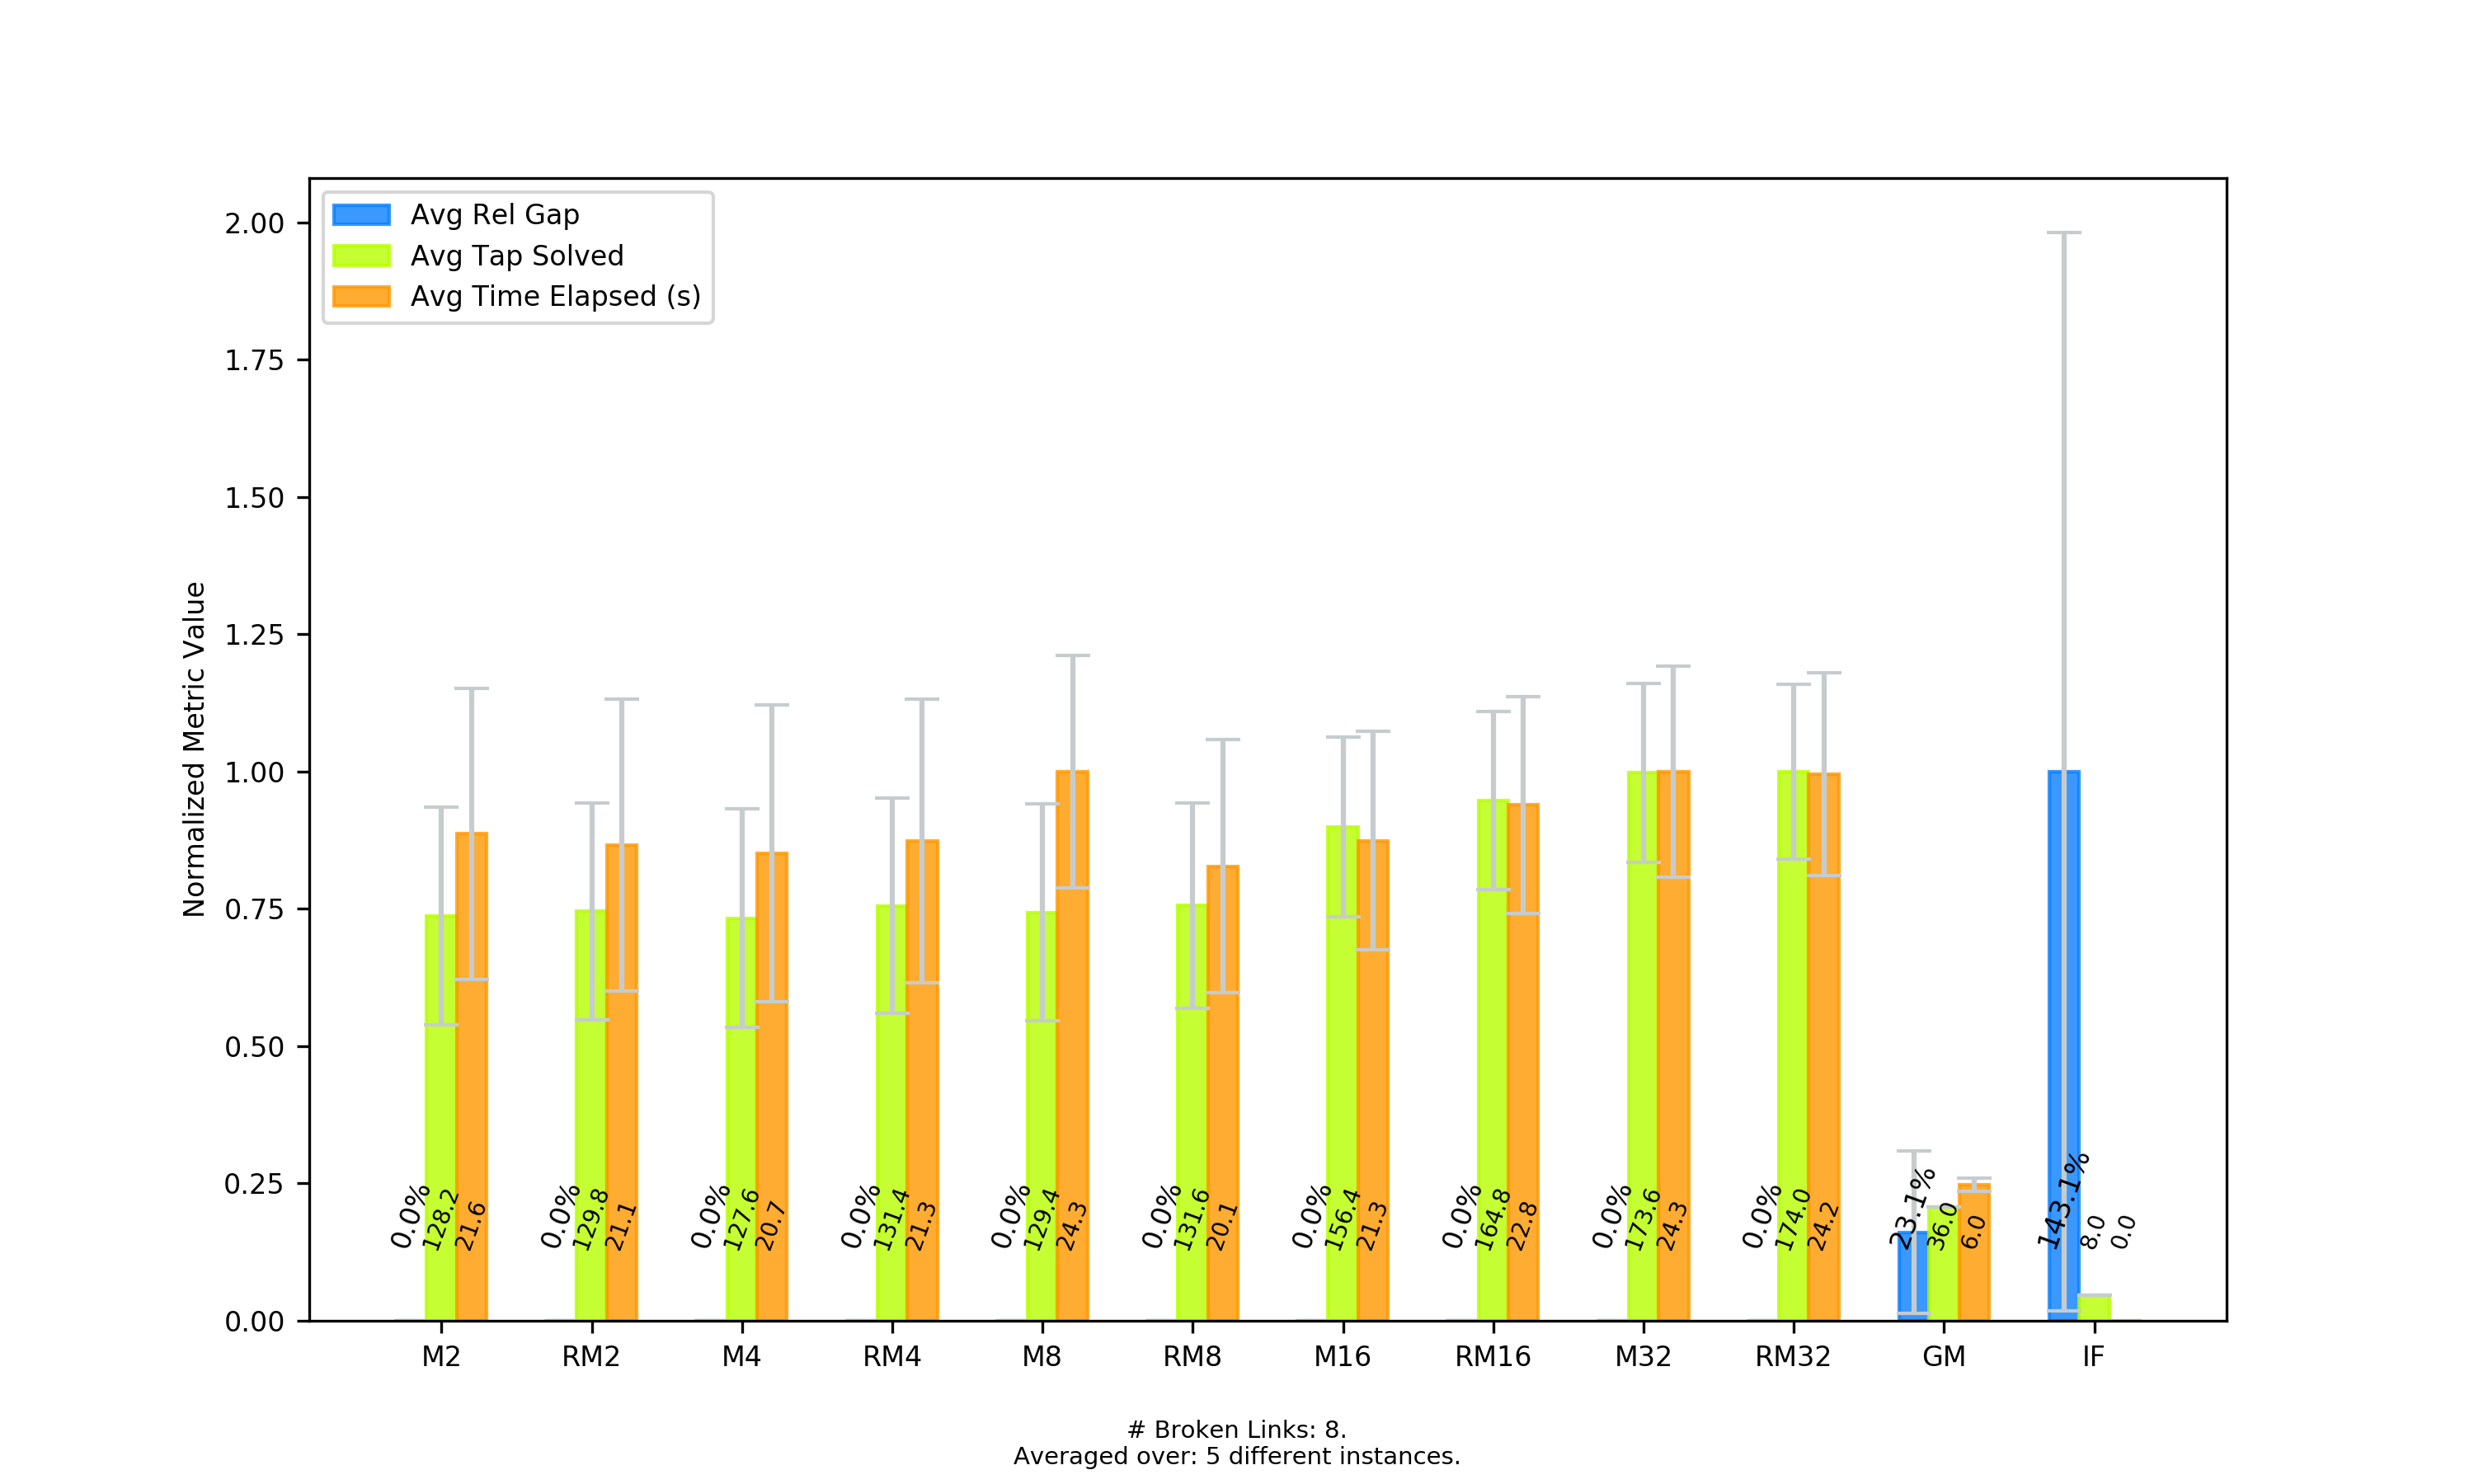 Avg Rel Gap
Avg Tap Solved
Avg Time Elapsed (s)
Normalized Metric Value
2.00
1.75
1.50
1.25
1.00
0.75
0.50
0.25
0.00
0.0% 128.2 21.6
0.0% 129.8 21.1
0.0% 127.6 20.7
0.0% 131.4 21.3
0.0% 129.4 24.3
0.0% 131.6 20.1
0.0% 156.4 21.3
0.0% 164.8 22.8
0.0% 173.6 24.3
0.0% 174.0 24.2
23.1% 36.0 6.0
143.1% 8.0 0.0
M2 RM2 M4 RM4 M8 RM8 M16 RM16 M32 RM32 GM IF
# Broken Links: 8.
Averaged over: 5 different instances.